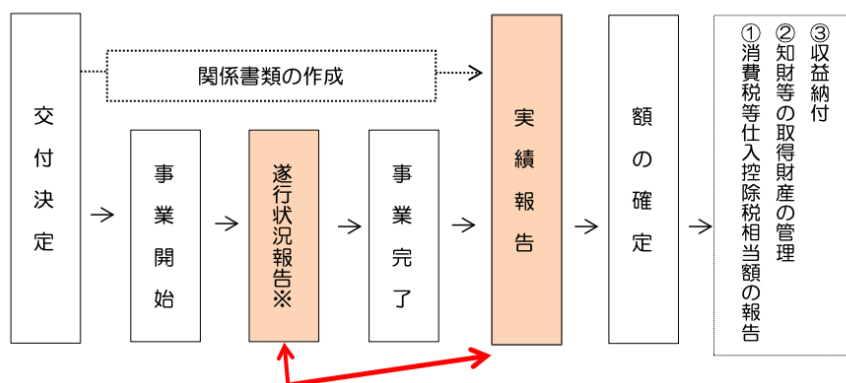 交付決定
関係書類の作成
事業開始
遂行状況報告※
事業完了
実績報告
額の確定
①消費税等仕入控除税相当額の報告
②知財等の取得財産の管理
③収益納付